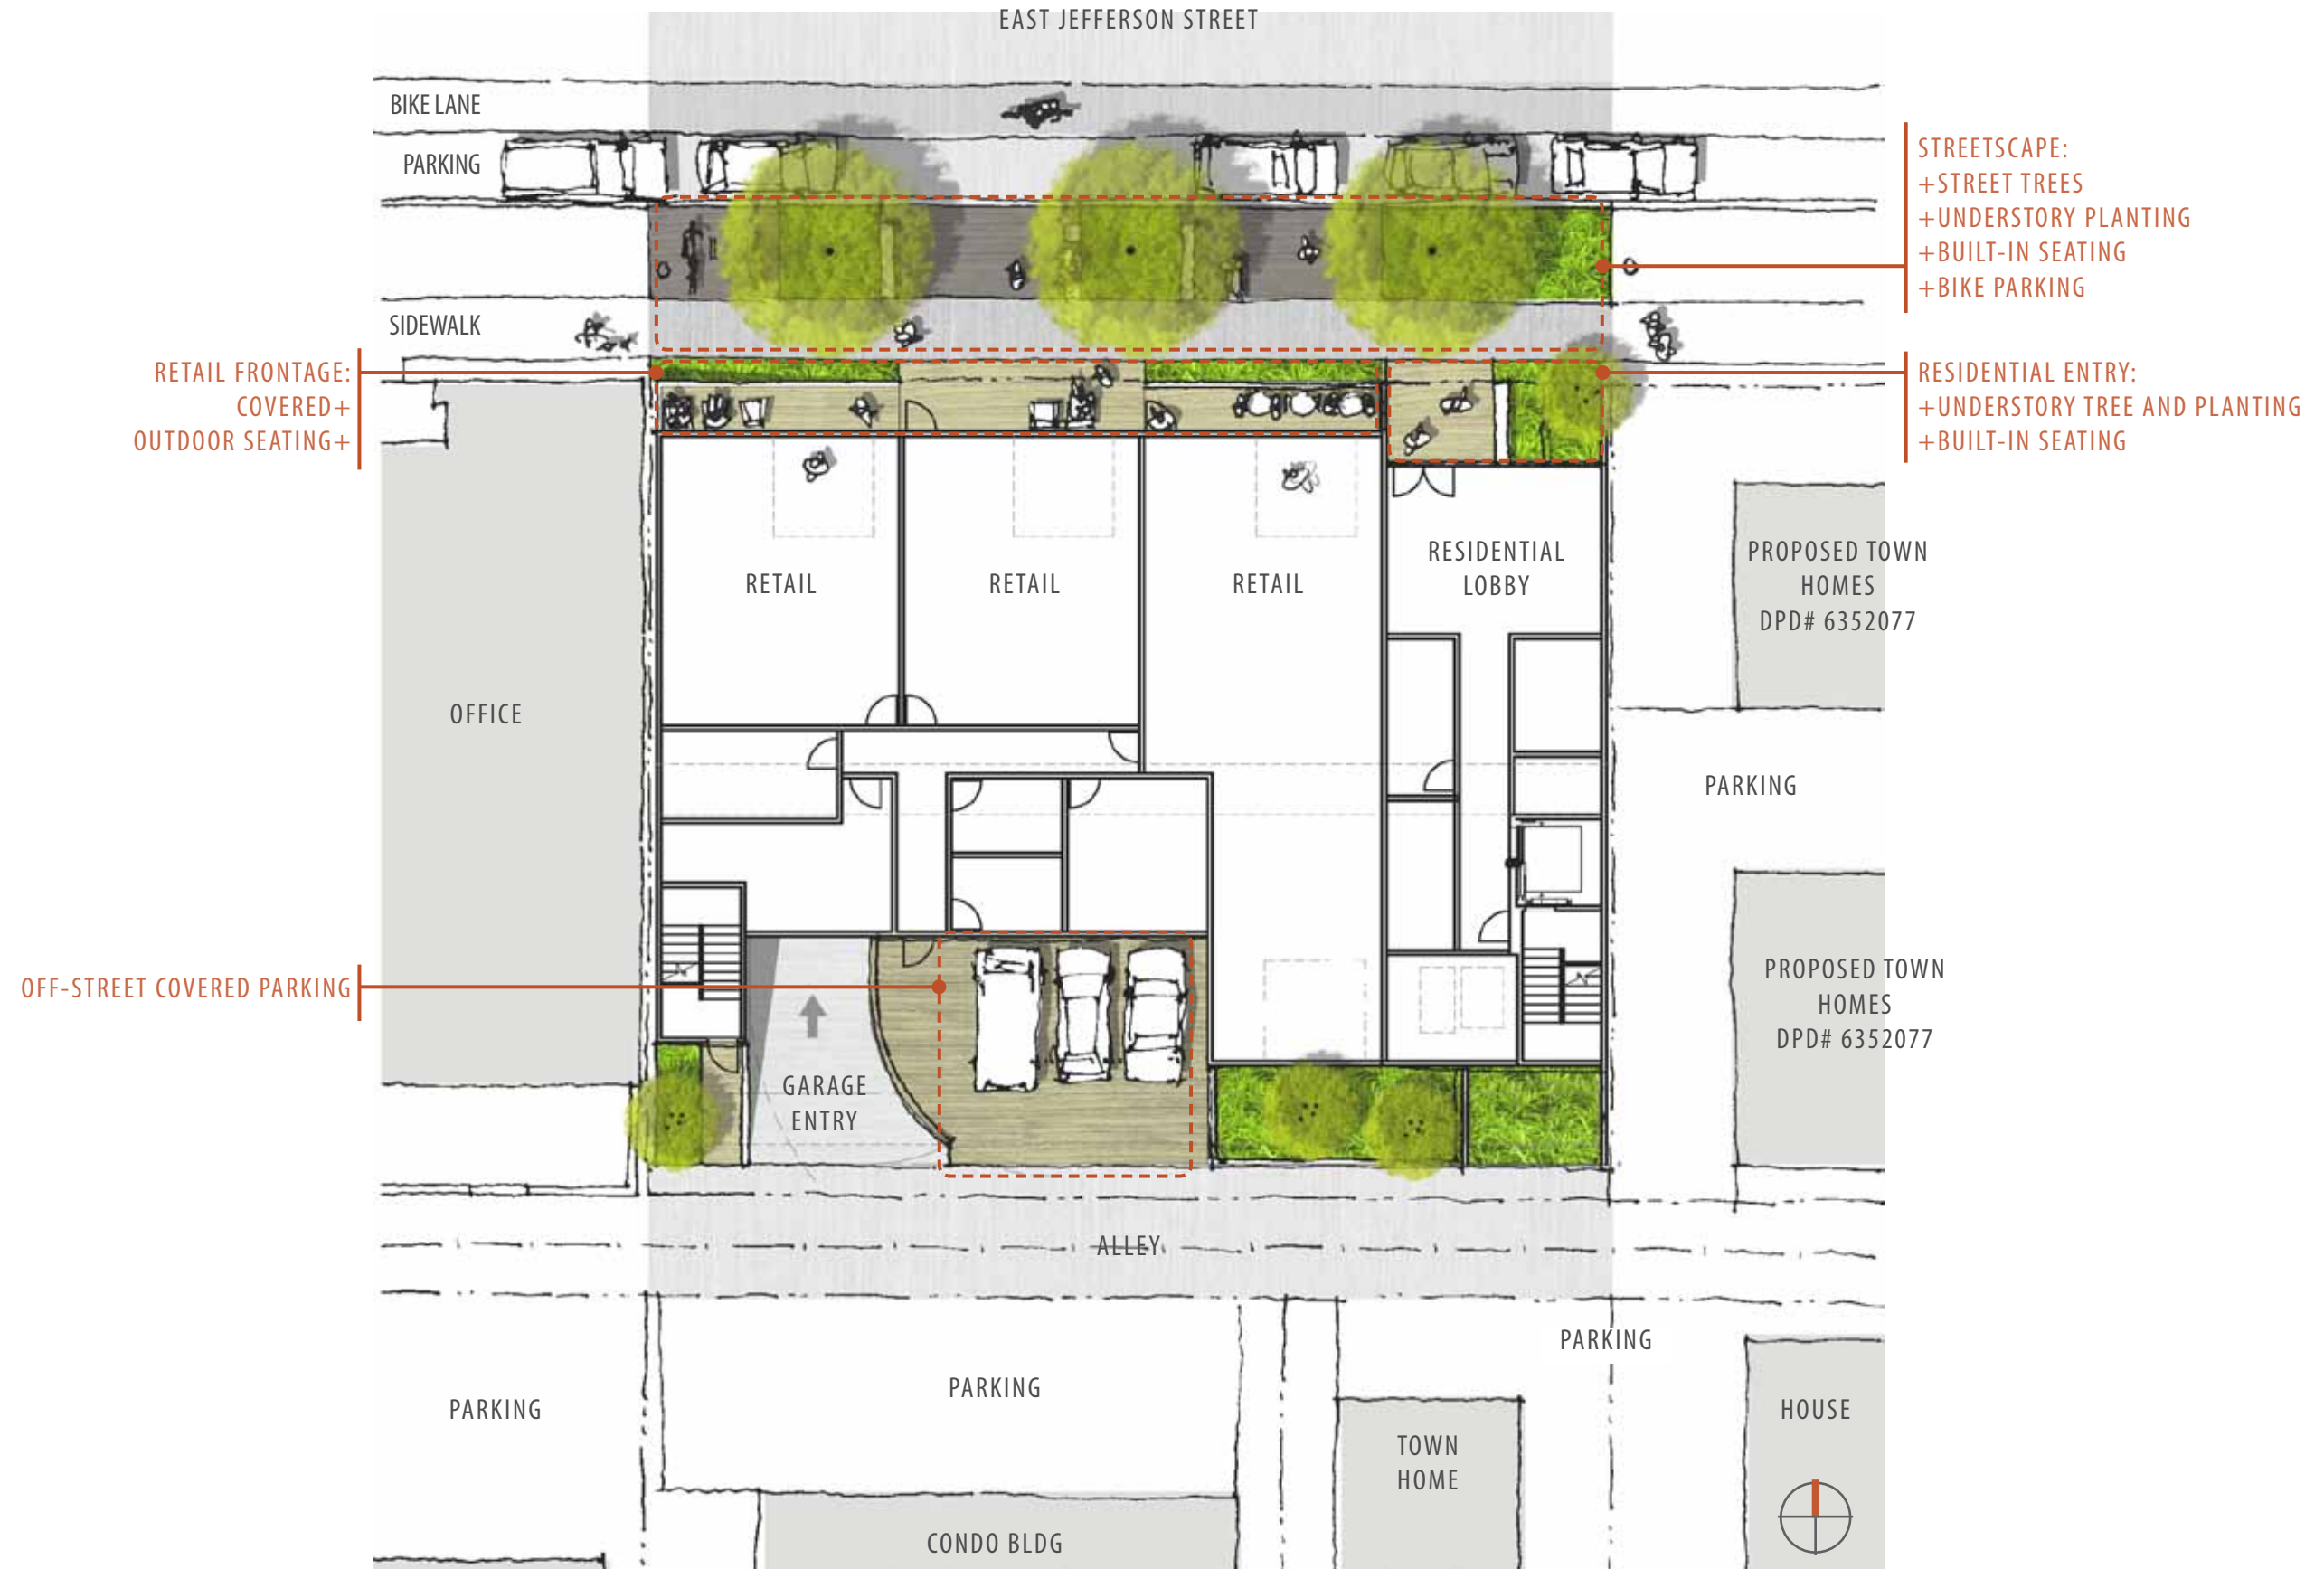 EAST JEFFERSON STREET
BIKE LANE
PARKING
SIDEWALK
STREETSCAPE:
+STREET TREES
+UNDERSTORY PLANTING
+BUILT-IN SEATING
+BIKE PARKING
RETAIL FRONTAGE:
COVERED+
OUTDOOR SEATING+
RESIDENTIAL ENTRY:
+UNDERSTORY TREE AND PLANTING
+BUILT-IN SEATING
RETAIL
RETAIL
RETAIL
RESIDENTIAL
LOBBY
PROPOSED TOWN
HOMES
DPD# 6352077
OFFICE
PARKING
OFF-STREET COVERED PARKING
GARAGE
ENTRY
PROPOSED TOWN
HOMES
DPD# 6352077
ALLEY
PARKING
PARKING
PARKING
TOWN
HOME
HOUSE
CONDO BLDG